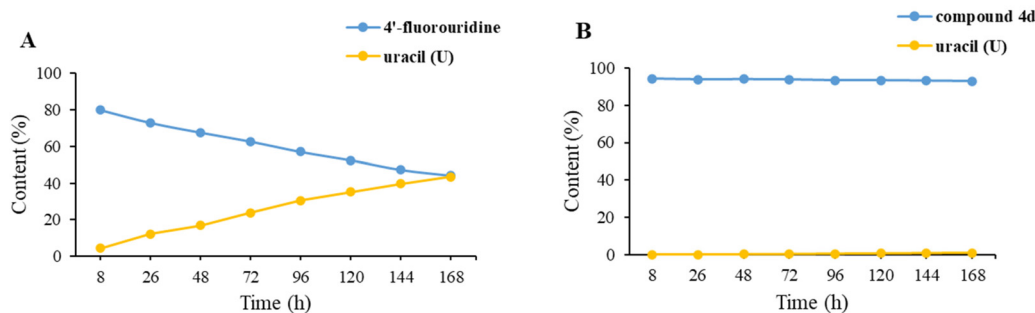 A
4'-fluorouridine
uracil (U)
100
80
60
40
20
0
Content (%)
8 26 48 72 96 120 144 168
Time (h)
B
compound 4d
uracil (U)
100
80
60
40
20
0
Content (%)
8 26 48 72 96 120 144 168
Time (h)